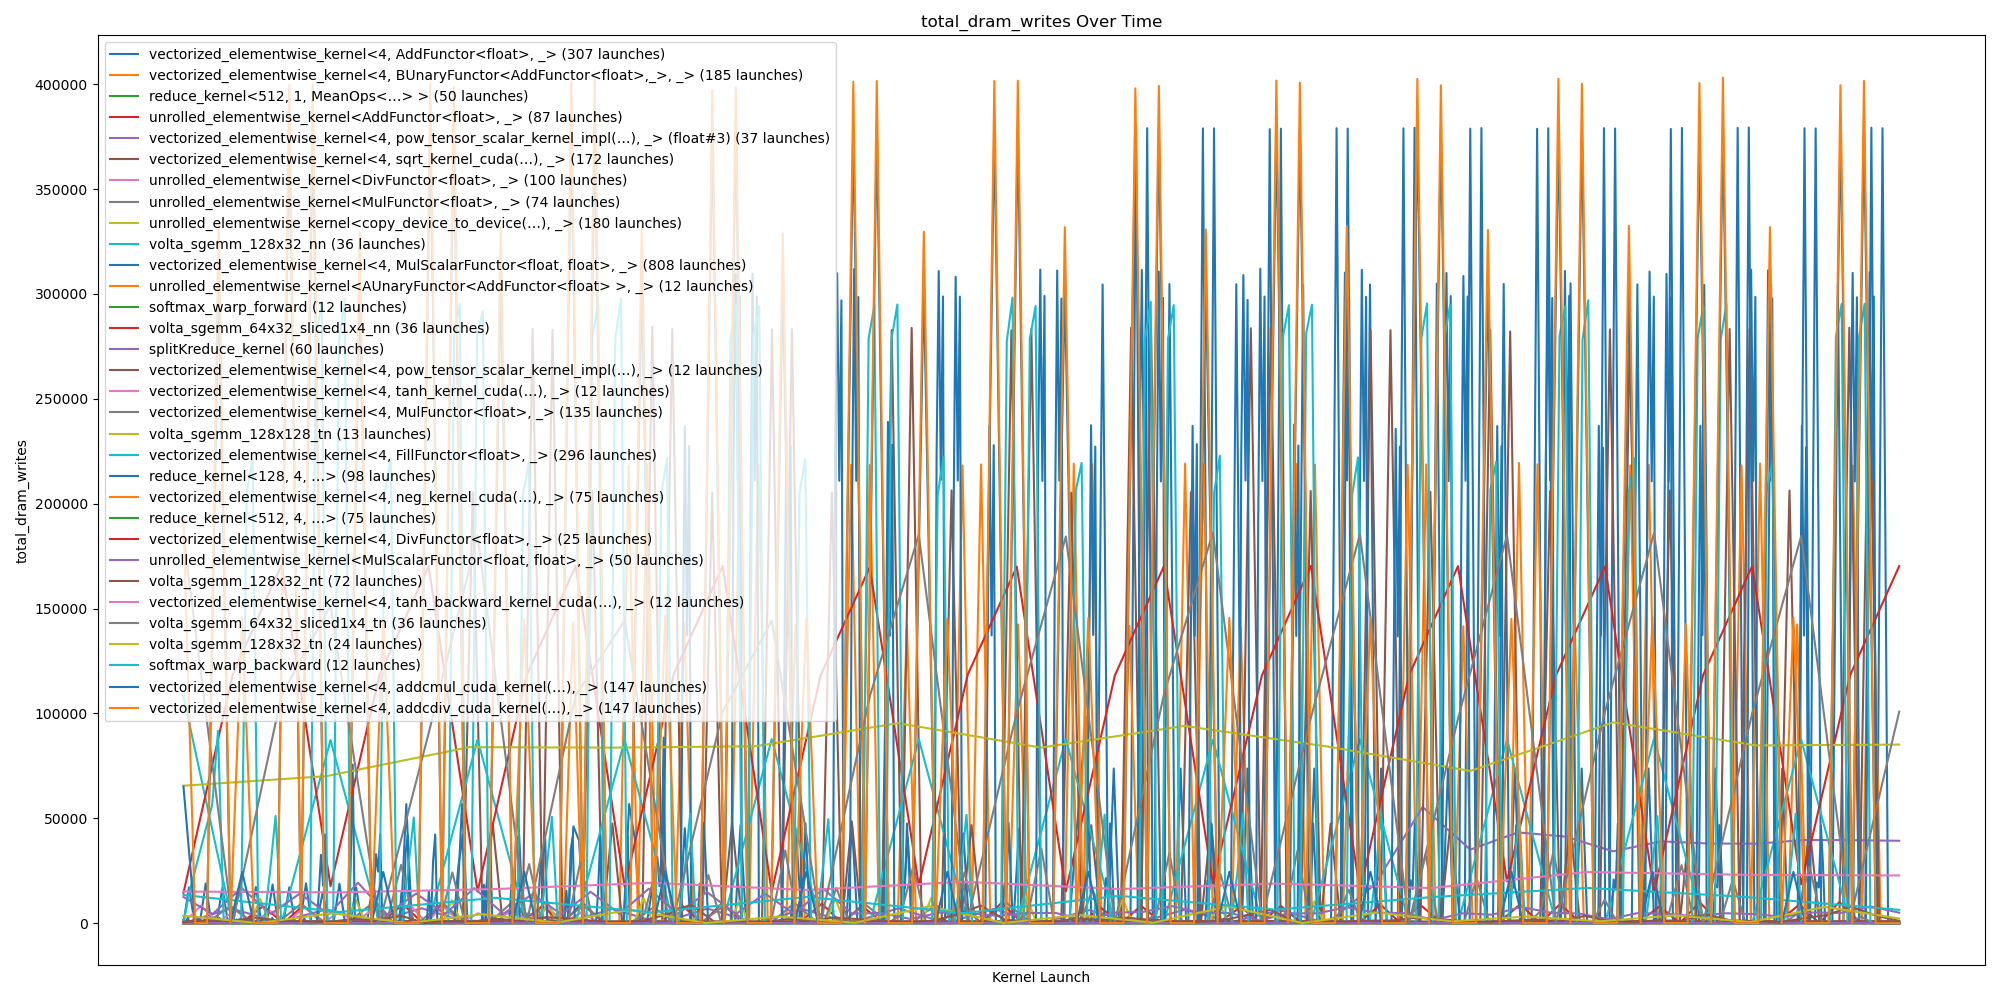 total_dram_writes Over Time
vectorized_elementwise_kernel<4, AddFunctor<float>, _> (307 launches)
vectorized_elementwise_kernel<4, BUnaryFunctor<AddFunctor<float>,_>, _> (185 launches)
reduce_kernel<512, 1, MeanOps<...> > (50 launches)
unrolled_elementwise_kernel<AddFunctor<float>, _> (87 launches)
vectorized_elementwise_kernel<4, pow_tensor_scalar_kernel_impl(...), _> (float#3) (37 launches)
vectorized_elementwise_kernel<4, sqrt_kernel_cuda(...), _> (172 launches)
unrolled_elementwise_kernel<DivFunctor<float>, _> (100 launches)
unrolled_elementwise_kernel<MulFunctor<float>, _> (74 launches)
unrolled_elementwise_kernel<copy_device_to_device(...), _> (180 launches)
volta_sgemm_128x32_nn (36 launches)
vectorized_elementwise_kernel<4, MulScalarFunctor<float, float>, _> (808 launches)
unrolled_elementwise_kernel<AUnaryFunctor<AddFunctor<float> >, _> (12 launches)
softmax_warp_forward (12 launches)
volta_sgemm_64x32_sliced1x4_nn (36 launches)
splitKreduce_kernel (60 launches)
vectorized_elementwise_kernel<4, pow_tensor_scalar_kernel_impl(...), _> (12 launches)
vectorized_elementwise_kernel<4, tanh_kernel_cuda(...), _> (12 launches)
vectorized_elementwise_kernel<4, MulFunctor<float>, _> (135 launches)
volta_sgemm_128x128_tn (13 launches)
vectorized_elementwise_kernel<4, FillFunctor<float>, _> (296 launches)
reduce_kernel<128, 4, ...> (98 launches)
vectorized_elementwise_kernel<4, neg_kernel_cuda(...), _> (75 launches)
reduce_kernel<512, 4, ...> (75 launches)
vectorized_elementwise_kernel<4, DivFunctor<float>, _> (25 launches)
unrolled_elementwise_kernel<MulScalarFunctor<float, float>, _> (50 launches)
volta_sgemm_128x32_nt (72 launches)
vectorized_elementwise_kernel<4, tanh_backward_kernel_cuda(...), _> (12 launches)
volta_sgemm_64x32_sliced1x4_tn (36 launches)
volta_sgemm_128x32_tn (24 launches)
softmax_warp_backward (12 launches)
vectorized_elementwise_kernel<4, addcmul_cuda_kernel(...), _> (147 launches)
vectorized_elementwise_kernel<4, addcdiv_cuda_kernel(...), _> (147 launches)
400000
350000
300000
250000
200000
150000
100000
50000
0
total_dram_writes
Kernel Launch